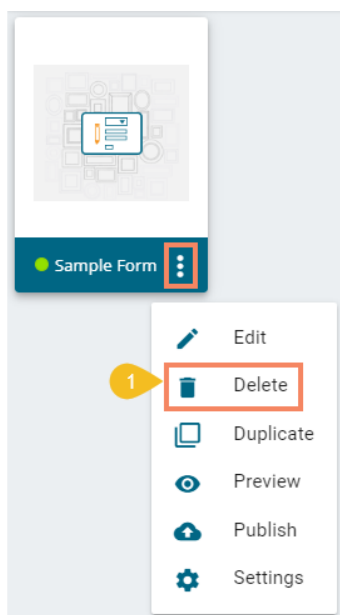 Sample Form
Edit
1
Delete
Duplicate
Preview
Publish
Settings